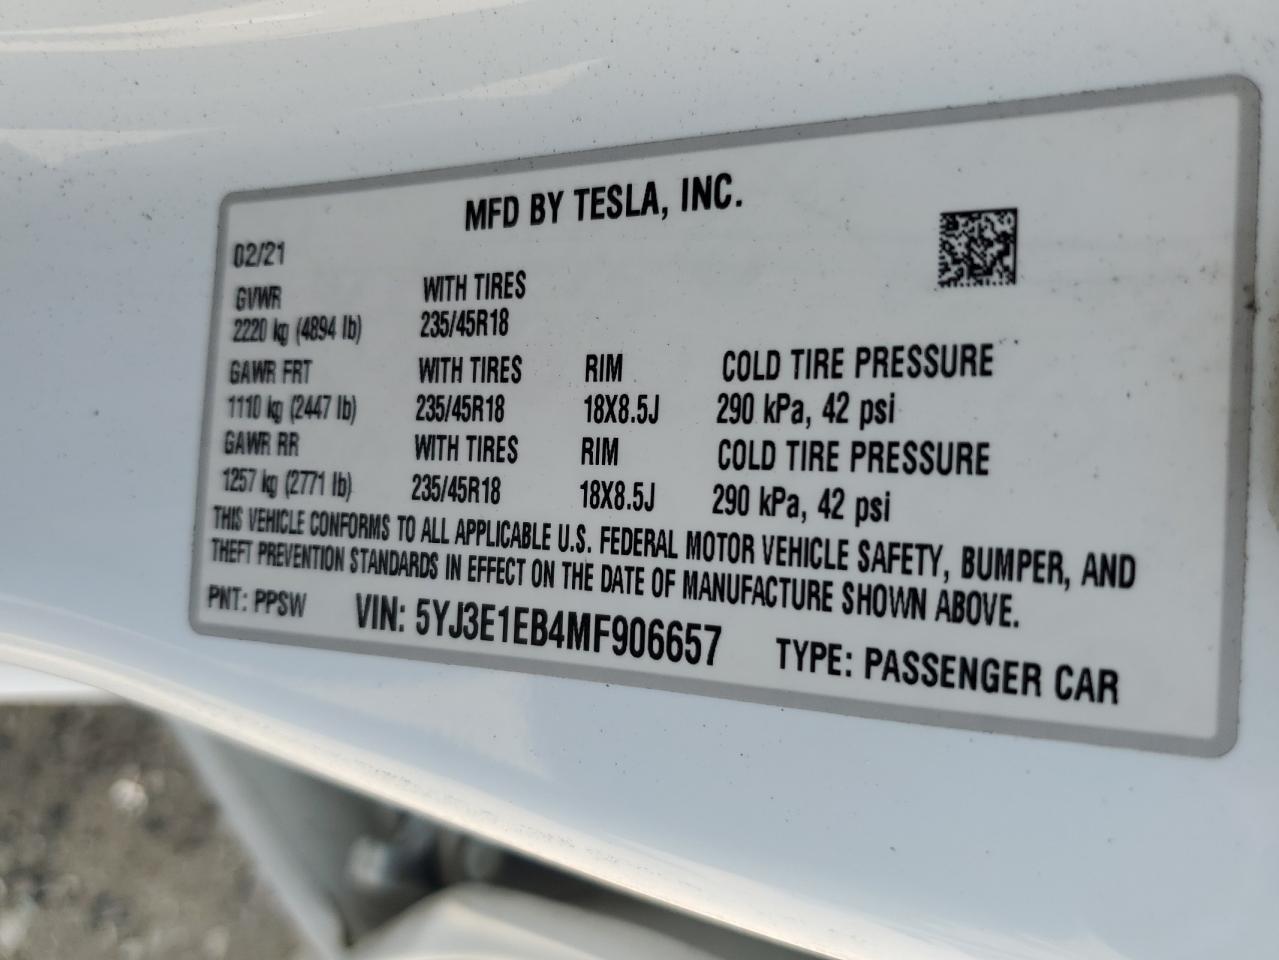 MFD BY TESLA, INC.
02/21
GVWR WITH TIRES
2220 kg (4894 lb) 235/45R18
GAWR FRT WITH TIRES RIM COLD TIRE PRESSURE
1110 kg (2447 lb) 235/45R18 18X8.5J 290 kPa, 42 psi
GAWR RR WITH TIRES RIM COLD TIRE PRESSURE
1257 kg (2771 lb) 235/45R18 18X8.5J 290 kPa, 42 psi
THIS VEHICLE CONFORMS TO ALL APPLICABLE U.S. FEDERAL MOTOR VEHICLE SAFETY, BUMPER, AND
THEFT PREVENTION STANDARDS IN EFFECT ON THE DATE OF MANUFACTURE SHOWN ABOVE.
PNT: PPSW VIN: 5YJ3E1EB4MF906657 TYPE: PASSENGER CAR